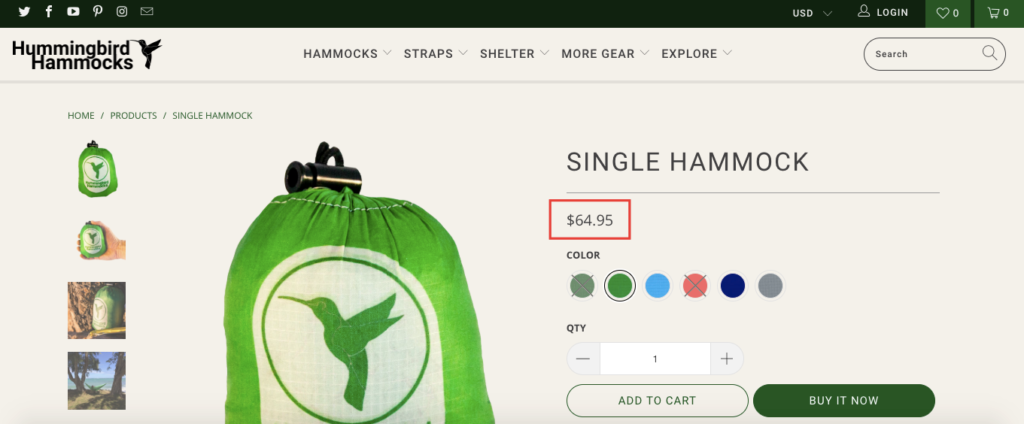 USD
LOGIN
0
0
Hummingbird
Hammocks
HAMMOCKS STRAPS SHELTER MORE GEAR EXPLORE
Search
HOME / PRODUCTS / SINGLE HAMMOCK
SINGLE HAMMOCK
$64.95
COLOR
QTY
1
ADD TO CART
BUY IT NOW